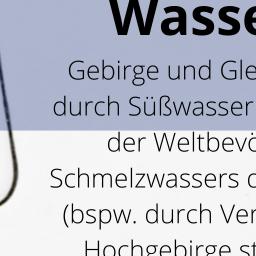 Wasse
Gebirge und Gle
durch Süßwasser
der Weltbevö
Schmelzwassers
(bspw. durch Ver
Hochgebirge st